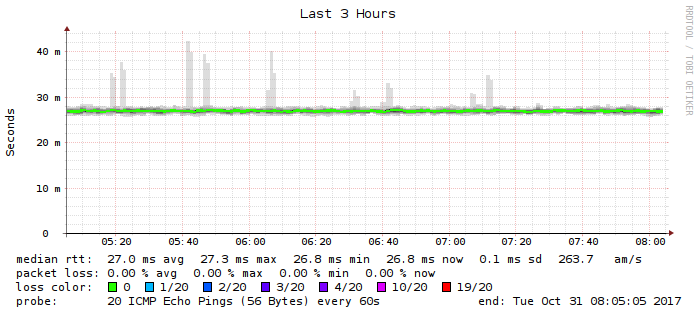 Last 3 Hours
RRDTOOL / TOBI OETIKER
Seconds
40 m
30 m
20 m
10 m
0
05:20 05:40 06:00 06:20 06:40 07:00 07:20 07:40 08:00
median rtt: 27.0 ms avg 27.3 ms max 26.8 ms min 26.8 ms now 0.1 ms sd 263.7 am/s
packet loss: 0.00 % avg 0.00 % max 0.00 % min 0.00 % now
loss color: 0 1/20 2/20 3/20 4/20 10/20 19/20
probe: 20 ICMP Echo Pings (56 Bytes) every 60s end: Tue Oct 31 08:05:05 2017